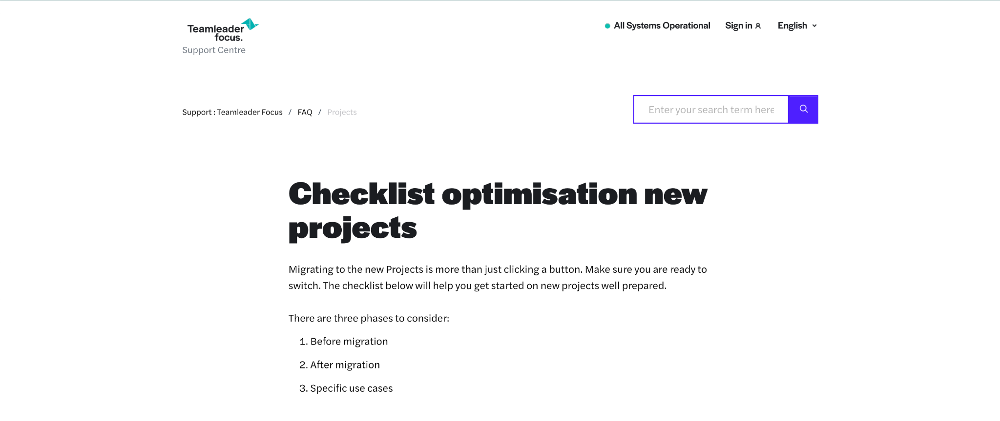 Teamleader
focus.
Support Centre
All Systems Operational
Sign in
English
Support : Teamleader Focus / FAQ / Projects
Enter your search term here
Checklist optimisation new
projects
Migrating to the new Projects is more than just clicking a button. Make sure you are ready to
switch. The checklist below will help you get started on new projects well prepared.
There are three phases to consider:
1. Before migration
2. After migration
3. Specific use cases